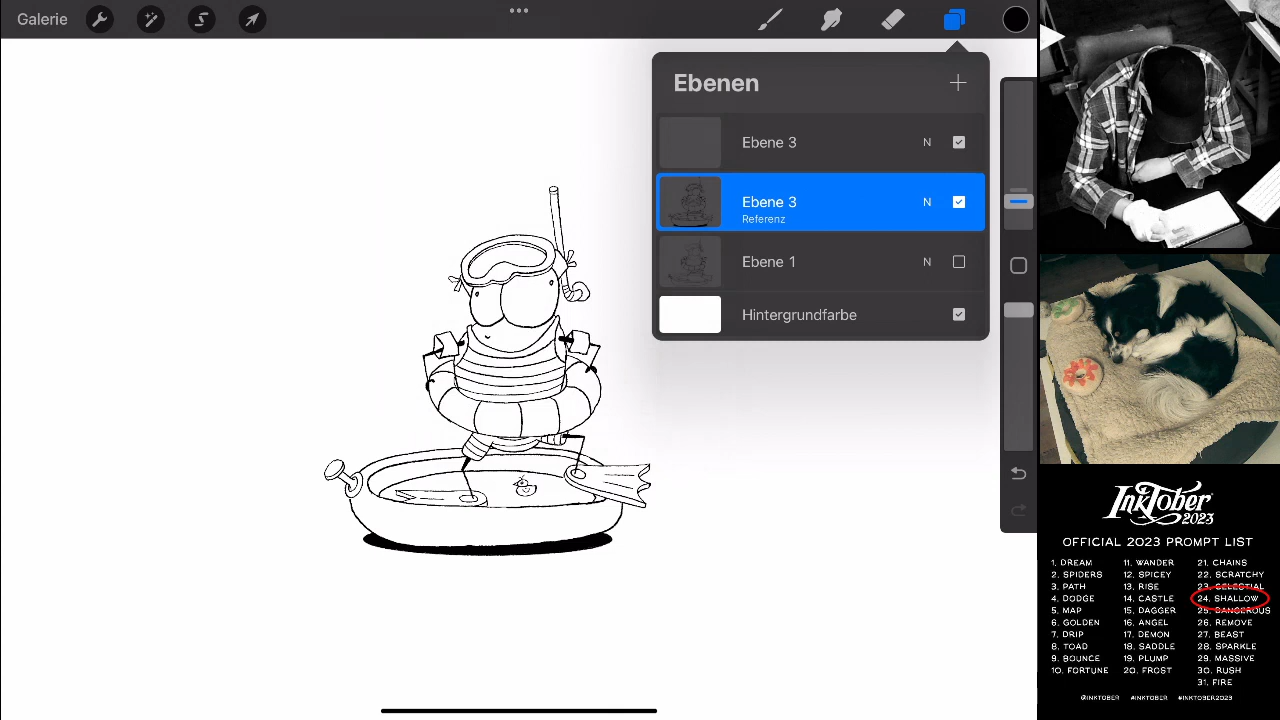 Galerie
Ebenen
Ebene 3
N
Ebene 3
N
Referenz
Ebene 1
N
Hintergrundfarbe
INKTOBER
2023
OFFICIAL 2023 PROMPT LIST
1. DREAM
2. SPIDERS
3. PATH
4. DODGE
5. MAP
6. GOLDEN
7. DRIP
8. TOAD
9. BOUNCE
10. FORTUNE
11. WANDER
12. SPICEY
13. RISE
14. CASTLE
15. DAGGER
16. ANGEL
17. DEMON
18. SADDLE
19. PLUMP
20. FROST
21. CHAINS
22. SCRATCHY
23. CELESTIAL
24. SHALLOW
25. DANGEROUS
26. REMOVE
27. BEAST
28. SPARKLE
29. MASSIVE
30. RUSH
31. FIRE
@INKTOBER #INKTOBER #INKTOBER2023